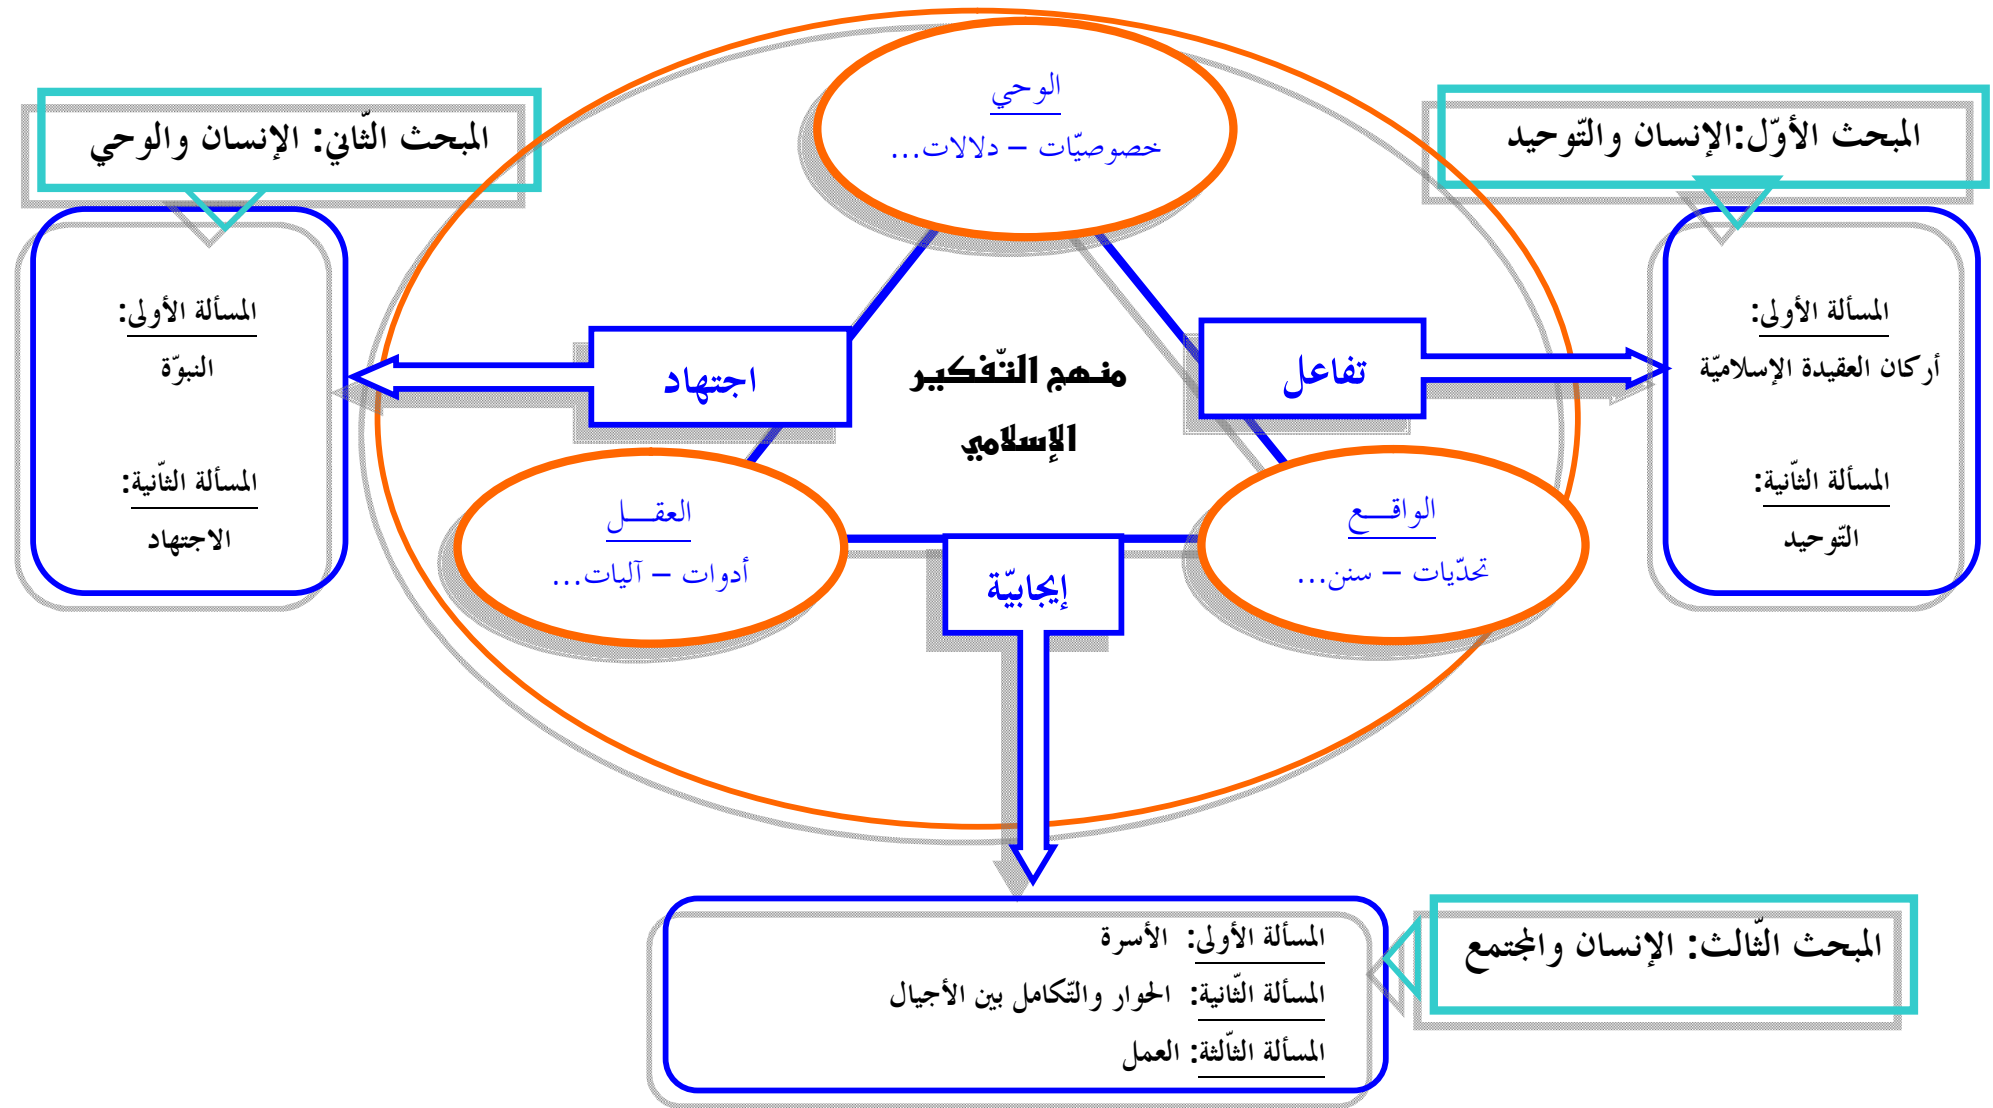 الوحي
خصوصيّات – دلالات...
المبحث الأوّل:الإنسان والتّوحيد
المسألة الأولى:
أركان العقيدة الإسلاميّة
المسألة الثّانية:
التّوحيد
المبحث الثّاني: الإنسان والوحي
المسألة الأولى:
النبوّة
المسألة الثّانية:
الاجتهاد
تفاعل
منهج التّفكير
الإسلامي
اجتهاد
الواقــع
تحدّيات – سنن...
إيجابيّة
العقــل
أدوات – آليات...
المبحث الثّالث: الإنسان والمجتمع
المسألة الأولى: الأسرة
المسألة الثّانية: الحوار والتّكامل بين الأجيال
المسألة الثّالثة: العمل